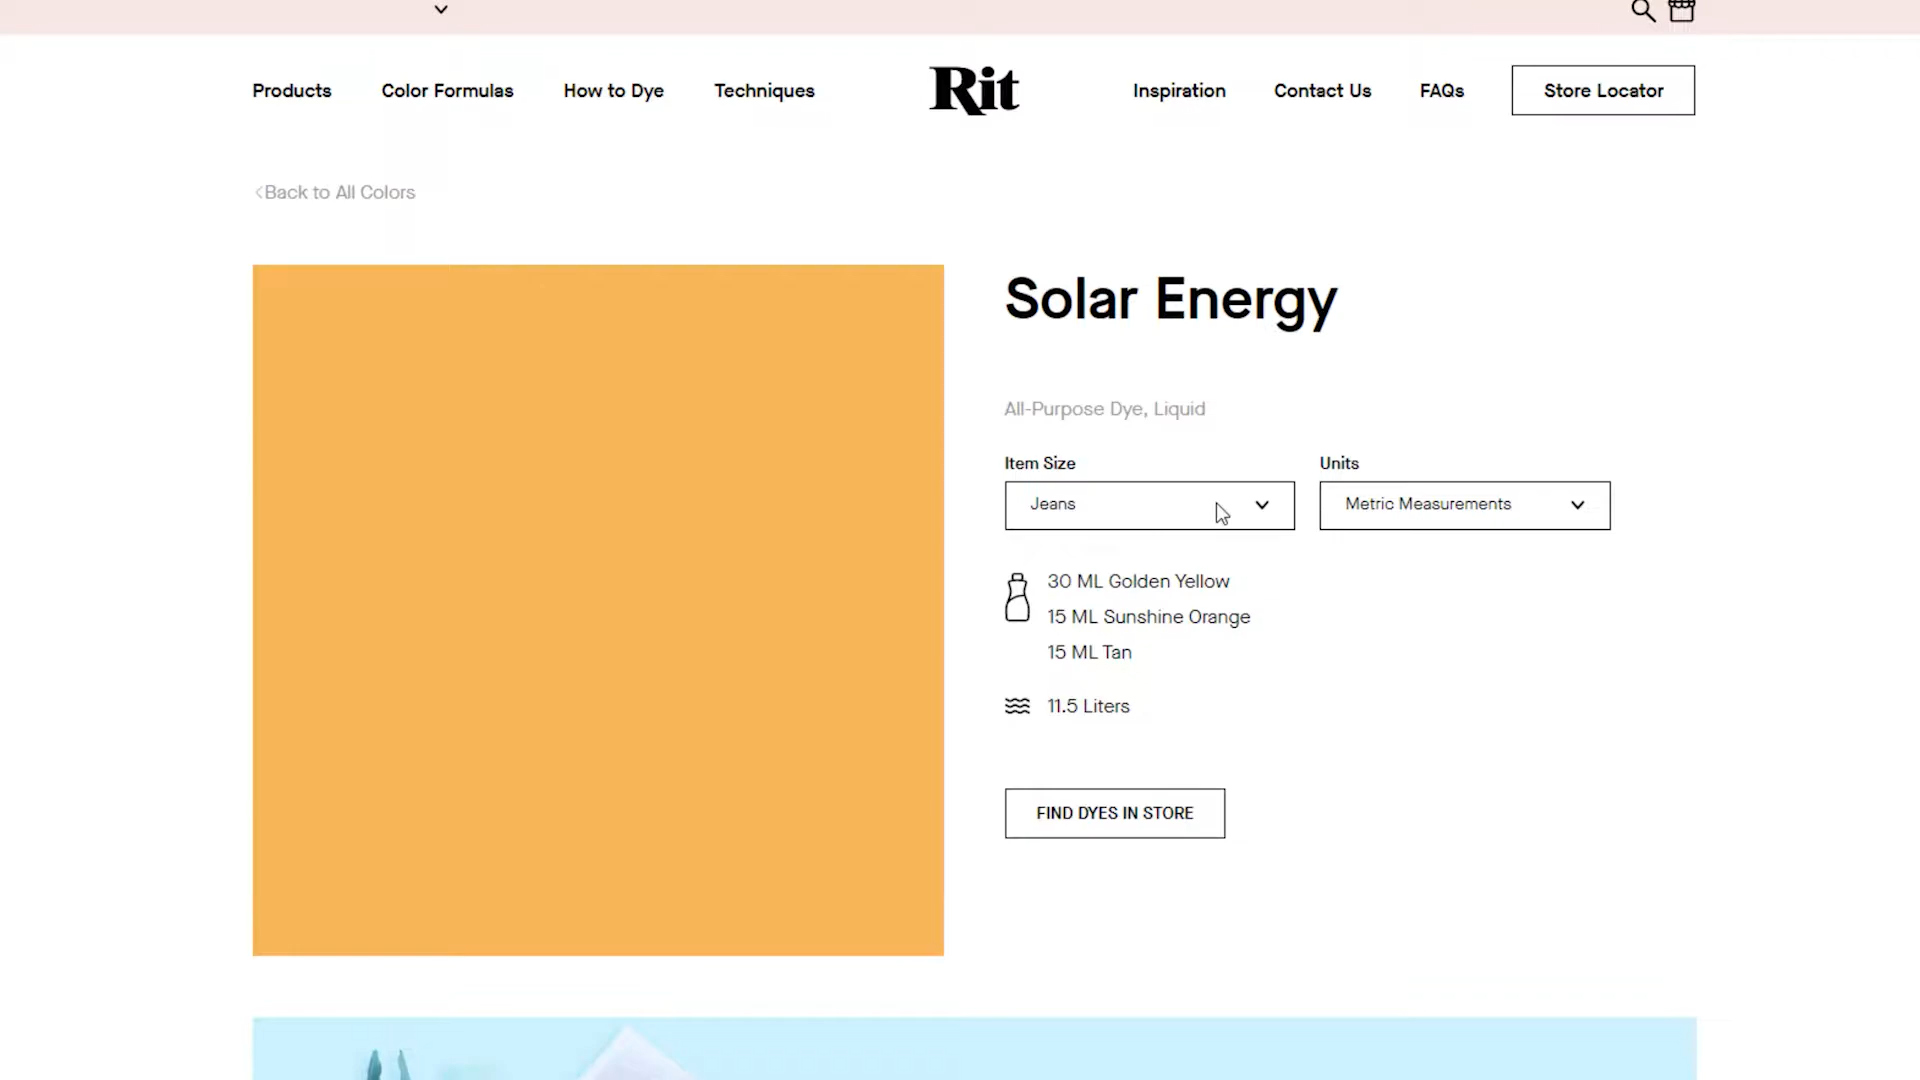 Products
Color Formulas
How to Dye
Techniques
Rit
Inspiration
Contact Us
FAQs
Store Locator
<Back to All Colors
Solar Energy
All-Purpose Dye, Liquid
Item Size
Units
Jeans
Metric Measurements
30 ML Golden Yellow
15 ML Sunshine Orange
15 ML Tan
11.5 Liters
FIND DYES IN STORE